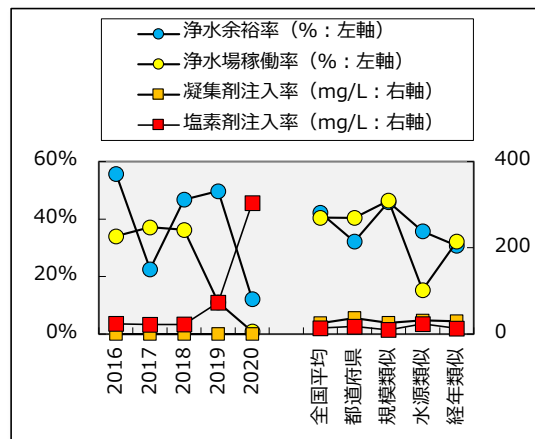 浄水余裕率（%：左軸）
浄水場稼働率（%：左軸）
凝集剤注入率（mg/L：右軸）
塩素剤注入率（mg/L：右軸）
60%
40%
20%
0%
400
200
0
2016
2017
2018
2019
2020
全国平均
都道府県
規模類似
水源類似
経年類似